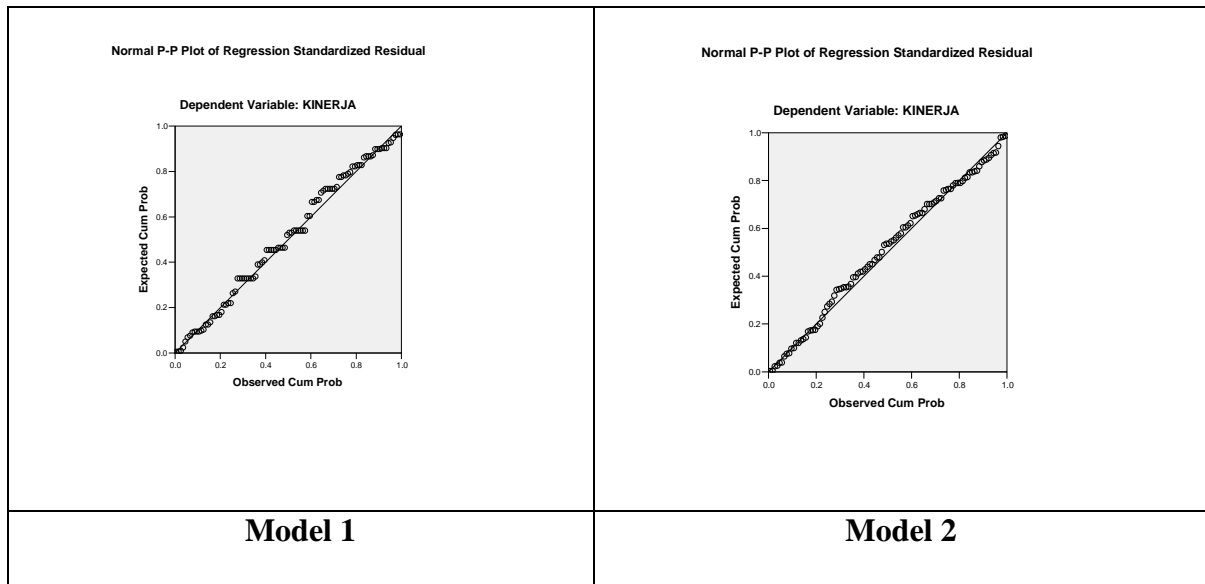 Normal P-P Plot of Regression Standardized Residual
Dependent Variable: KINERJA
1.0
0.8
0.6
0.4
0.2
0.0
Expected Cum Prob
0.0 0.2 0.4 0.6 0.8 1.0
Observed Cum Prob
Model 1
Normal P-P Plot of Regression Standardized Residual
Dependent Variable: KINERJA
1.0
0.8
0.6
0.4
0.2
0.0
Expected Cum Prob
0.0 0.2 0.4 0.6 0.8 1.0
Observed Cum Prob
Model 2